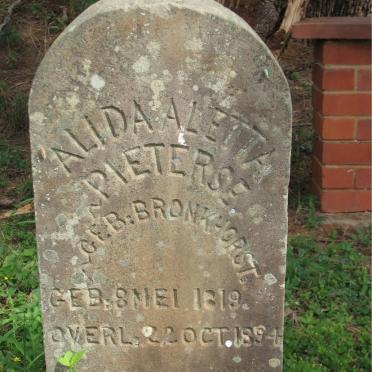 ALIDA ALETTA
PIETERSE
GEB. BRONKHORST.
GEB. 8 MEI 1819.
OVERL. 22 OCT. 1894